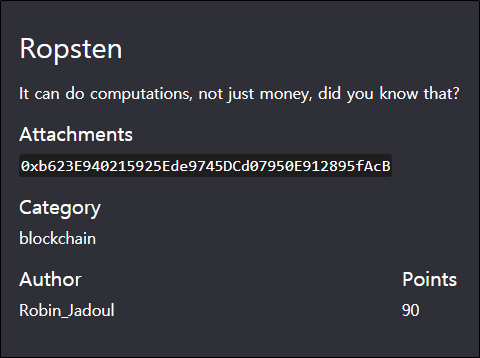 Ropsten
It can do computations, not just money, did you know that?
Attachments
0xb623E940215925Ede9745DCd07950E912895fAcB
Category
blockchain
Author Points
Robin_Jadoul 90